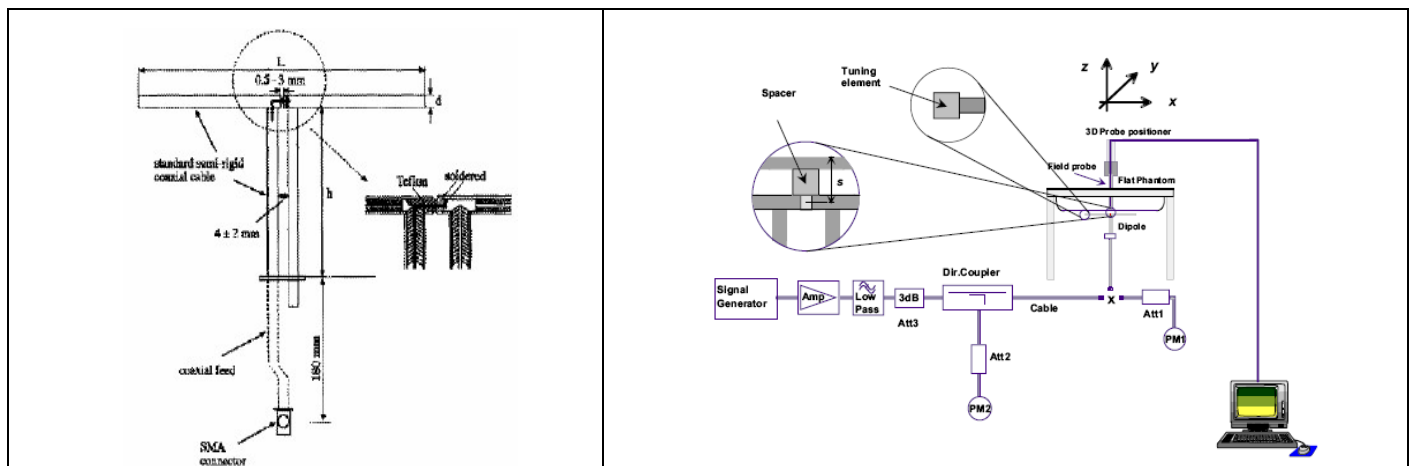 L
0.5 - 3 mm
d
standard semi-rigid
coaxial cable
Teflon
soldered
h
4 ± 2 mm
coaxial feed
180 mm
SMA
connector
z
y
x
Tuning
element
Spacer
3D Probe positioner
Field probe
Flat Phantom
s
Dipole
Signal
Generator
Amp
Low
Pass
3dB
Att3
Dir.Coupler
Cable
x
Att1
PM1
Att2
PM2